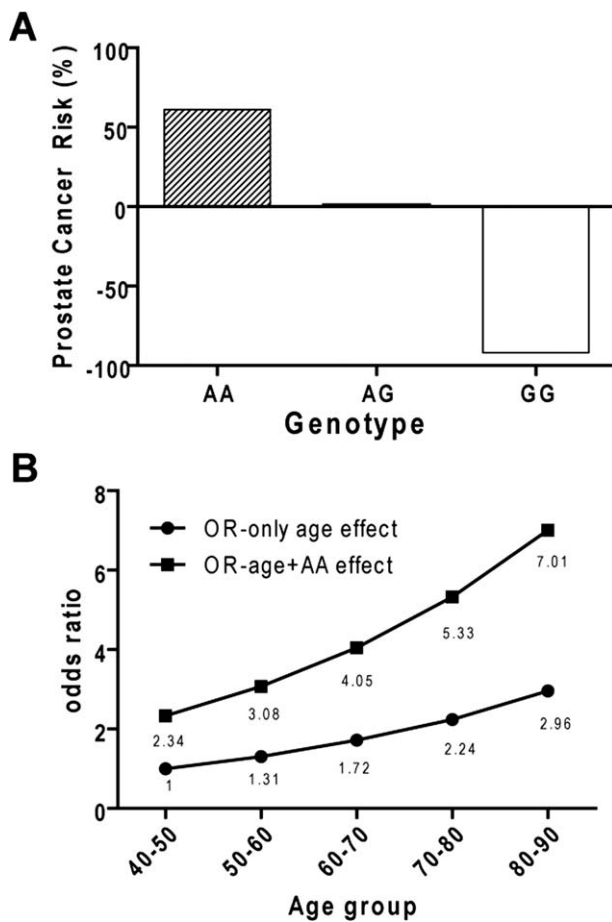 A
Prostate Cancer Risk (%)
100
50
0
-50
-100
AA AG GG
Genotype
B
odds ratio
8
6
4
2
0
OR-only age effect
OR-age+AA effect
7.01
5.33
4.05
3.08
2.34
2.96
2.24
1.72
1.31
1
40-50 50-60 60-70 70-80 80-90
Age group